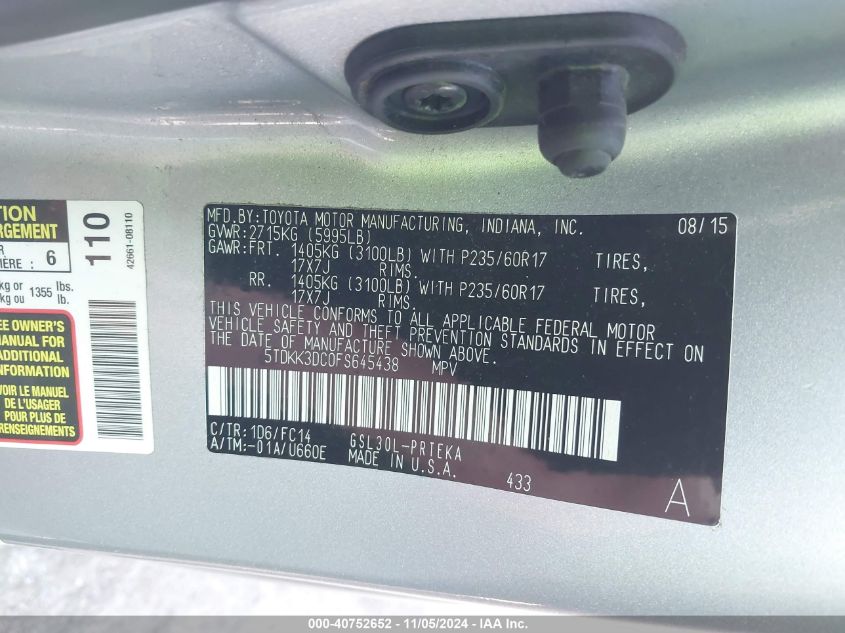 TION
RGEMENT
R
IÈRE : 6
kg or 1355 lbs.
kg ou lb.
EE OWNER'S
MANUAL FOR
ADDITIONAL
INFORMATION
VOIR LE MANUEL
DE L'USAGER
POUR PLUS DE
RENSEIGNEMENTS
110
42661-08110
MFD.BY:TOYOTA MOTOR MANUFACTURING, INDIANA, INC. 08/15
GVWR:2715KG (5995LB)
GAWR:FRT. 1405KG (3100LB) WITH P235/60R17 TIRES,
17X7J RIMS.
RR. 1405KG (3100LB) WITH P235/60R17 TIRES,
17X7J RIMS.
THIS VEHICLE CONFORMS TO ALL APPLICABLE FEDERAL MOTOR
VEHICLE SAFETY AND THEFT PREVENTION STANDARDS IN EFFECT ON
THE DATE OF MANUFACTURE SHOWN ABOVE.
5TDKK3DC0FS645438 MPV
C/TR:1D6/FC14 GSL30L-PRTEKA
A/TM:-01A/U660E MADE IN U.S.A.
433
A
000-40752652 - 11/05/2024 - IAA Inc.